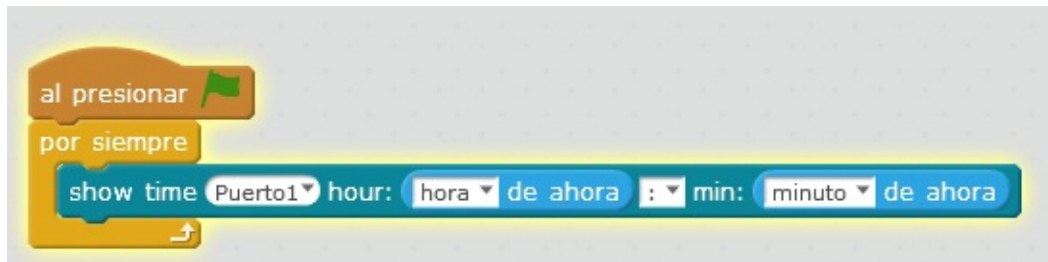 al presionar
por siempre
show time Puerto1 hour: hora de ahora : min: minuto de ahora